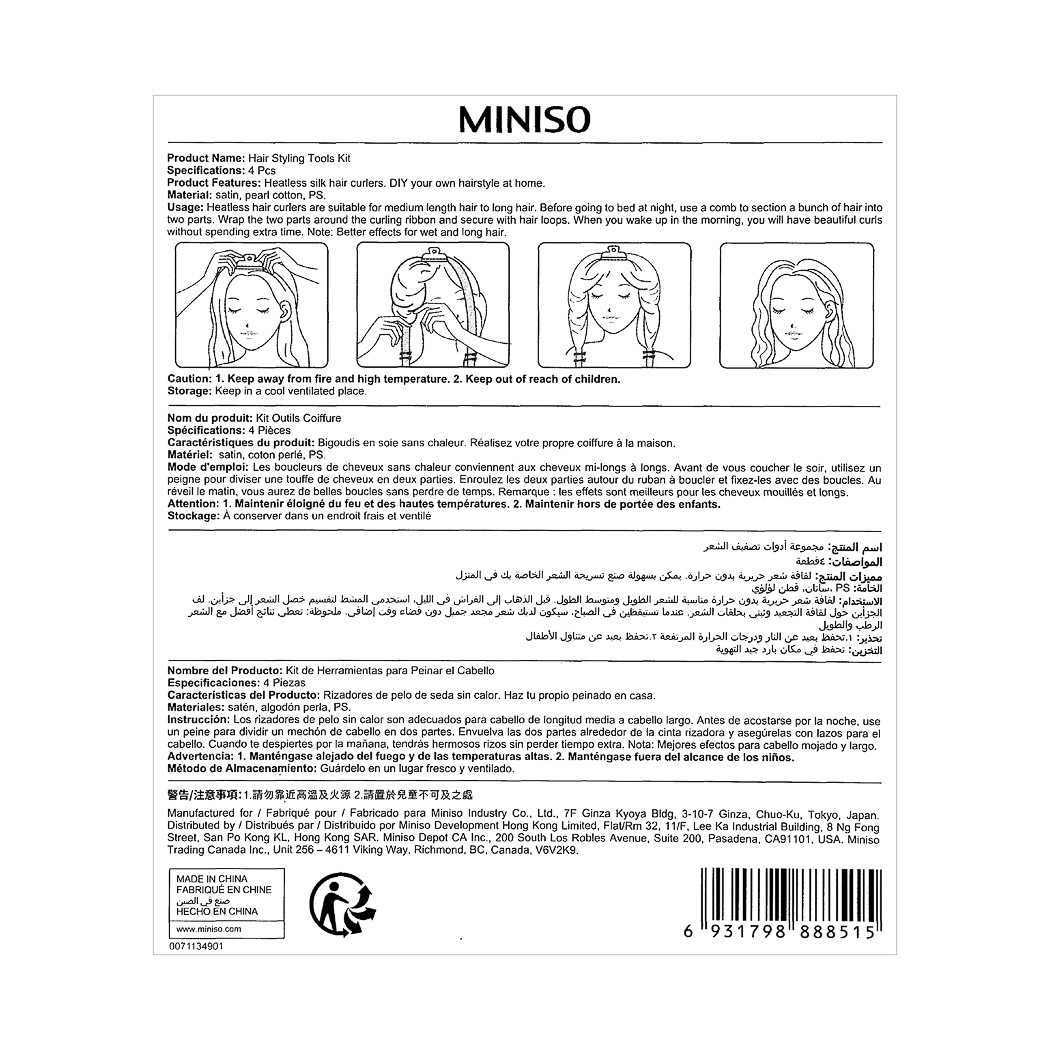 MINISO
Product Name: Hair Styling Tools Kit
Specifications: 4 Pcs
Product Features: Heatless silk hair curlers. DIY your own hairstyle at home.
Material: satin, pearl cotton, PS.
Usage: Heatless hair curlers are suitable for medium length hair to long hair. Before going to bed at night, use a comb to section a bunch of hair into
two parts. Wrap the two parts around the curling ribbon and secure with hair loops. When you wake up in the morning, you will have beautiful curls
without spending extra time. Note: Better effects for wet and long hair.
Caution: 1. Keep away from fire and high temperature. 2. Keep out of reach of children.
Storage: Keep in a cool ventilated place.
Nom du produit: Kit Outils Coiffure
Spécifications: 4 Pièces
Caractéristiques du produit: Bigoudis en soie sans chaleur. Réalisez votre propre coiffure à la maison.
Matériel: satin, coton perlé, PS.
Mode d'emploi: Les boucleurs de cheveux sans chaleur conviennent aux cheveux mi-longs à longs. Avant de vous coucher le soir, utilisez un
peigne pour diviser une touffe de cheveux en deux parties. Enroulez les deux parties autour du ruban à boucler et fixez-les avec des boucles. Au
réveil le matin, vous aurez de belles boucles sans perdre de temps. Remarque : les effets sont meilleurs pour les cheveux mouillés et longs.
Attention: 1. Maintenir éloigné du feu et des hautes températures. 2. Maintenir hors de portée des enfants.
Stockage: À conserver dans un endroit frais et ventilé
اسم المنتج: مجموعة أدوات تصفيف الشعر
المواصفات: ٤قطعة
مميزات المنتج: لفافة شعر حريرية بدون حرارة. يمكن بسهولة صنع تسريحة الشعر الخاصة بك في المنزل
الخامة: PS ،ساتان، قطن لؤلؤي
الاستخدام: لفافة شعر حريرية بدون حرارة مناسبة للشعر الطويل ومتوسط الطول. قبل الذهاب إلى الفراش في الليل، استخدمي المشط لتقسيم خصل الشعر إلى جزأين. لف
الجزأين حول لفافة التجعيد وثبتي بحلقات الشعر. عندما تستيقظين في الصباح، سيكون لديك شعر مجعد جميل دون قضاء وقت إضافي. ملحوظة: تعطي نتائج أفضل مع الشعر
الرطب والطويل
تحذير: ١.تحفظ بعيد عن النار ودرجات الحرارة المرتفعة ٢.تحفظ بعيد عن متناول الأطفال
التخزين: تحفظ في مكان بارد جيد التهوية
Nombre del Producto: Kit de Herramientas para Peinar el Cabello
Especificaciones: 4 Piezas
Caracteristicas del Producto: Rizadores de pelo de seda sin calor. Haz tu propio peinado en casa.
Materiales: satén, algodón perla, PS.
Instrucción: Los rizadores de pelo sin calor son adecuados para cabello de longitud media a cabello largo. Antes de acostarse por la noche, use
un peine para dividir un mechón de cabello en dos partes. Envuelva las dos partes alrededor de la cinta rizadora y asegúrelas con lazos para el
cabello. Cuando te despiertes por la mañana, tendrás hermosos rizos sin perder tiempo extra. Nota: Mejores efectos para cabello mojado y largo.
Advertencia: 1. Manténgase alejado del fuego y de las temperaturas altas. 2. Manténgase fuera del alcance de los niños.
Método de Almacenamiento: Guárdelo en un lugar fresco y ventilado.
警告/注意事項:1.請勿靠近高溫及火源 2.請置於兒童不可及之處
Manufactured for / Fabriqué pour / Fabricado para Miniso Industry Co., Ltd., 7F Ginza Kyoya Bldg, 3-10-7 Ginza, Chuo-Ku, Tokyo, Japan.
Distributed by / Distribués par / Distribuido por Miniso Development Hong Kong Limited, Flat/Rm 32, 11/F, Lee Ka Industrial Building, 8 Ng Fong
Street, San Po Kong KL, Hong Kong SAR. Miniso Depot CA Inc., 200 South Los Robles Avenue, Suite 200, Pasadena, CA91101, USA. Miniso
Trading Canada Inc., Unit 256 – 4611 Viking Way, Richmond, BC, Canada, V6V2K9.
MADE IN CHINA
FABRIQUÉ EN CHINE
صنع في الصين
HECHO EN CHINA
www.miniso.com
0071134901
6 931798 888515